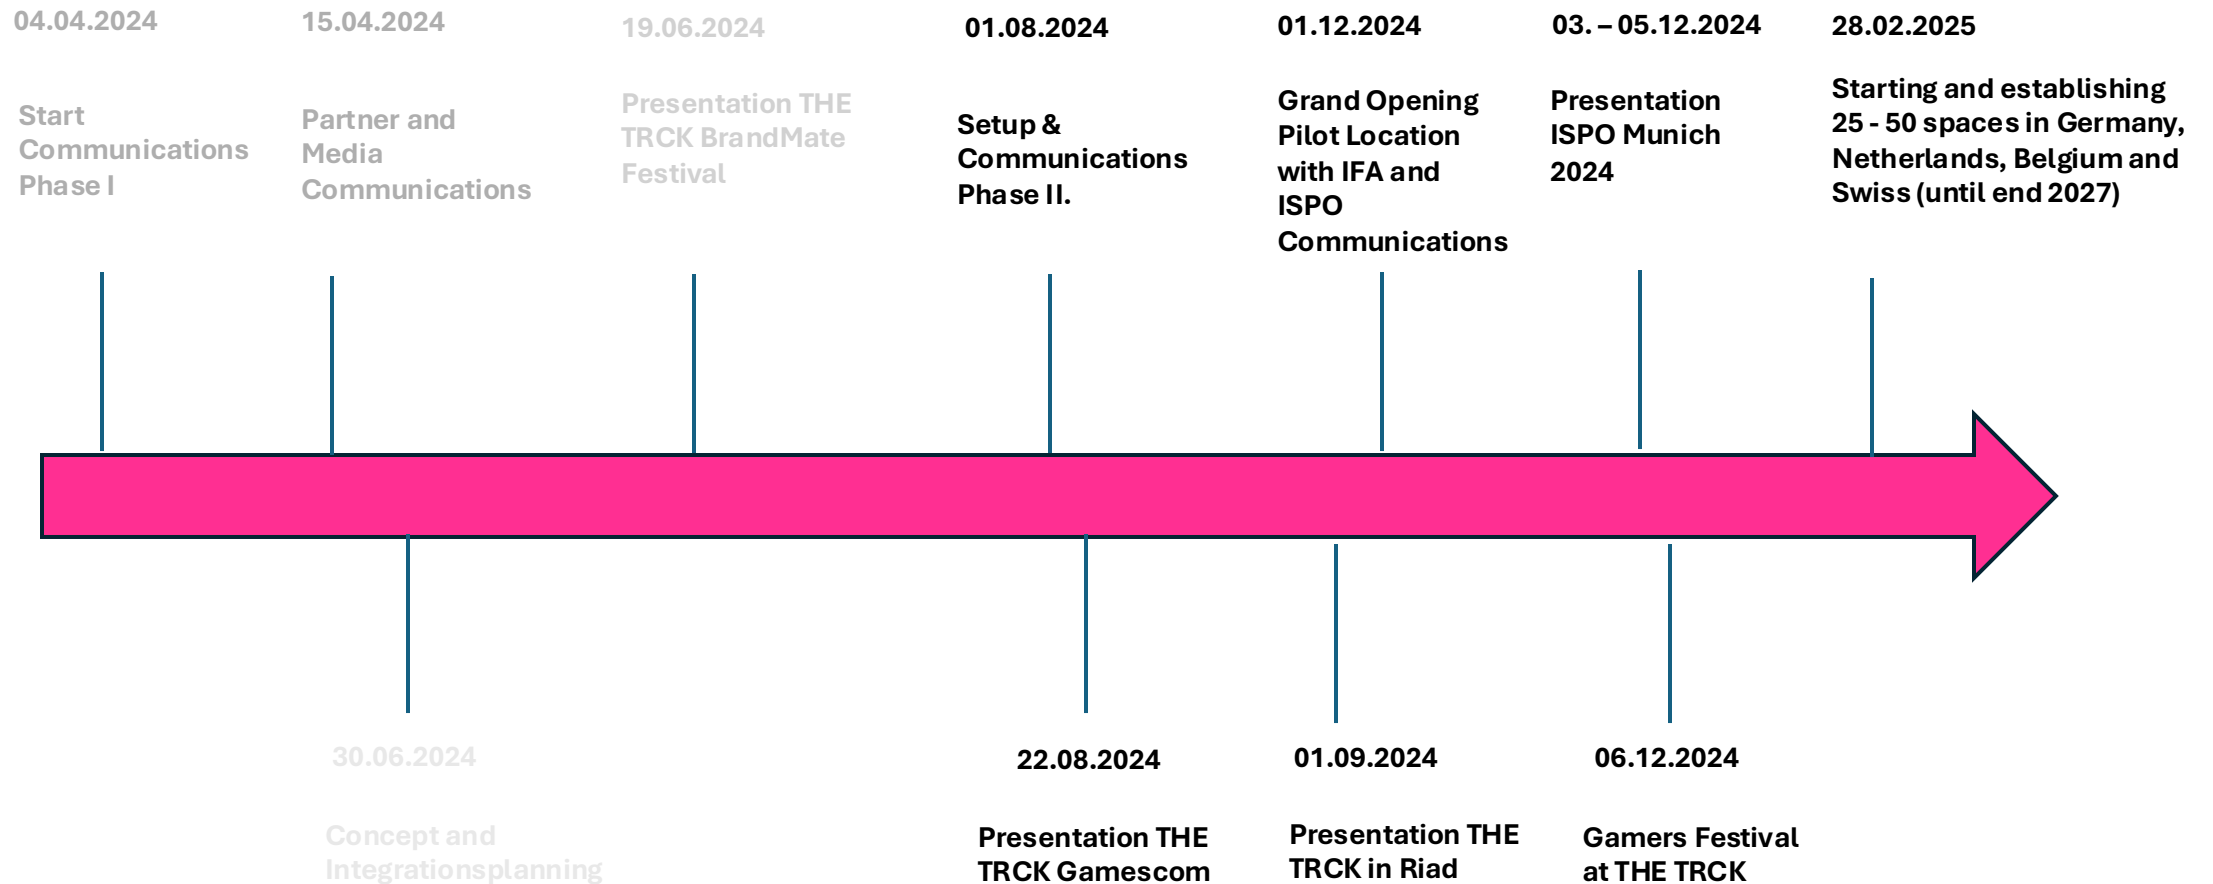 04.04.2024
Start
Communications
Phase I
15.04.2024
Partner and
Media
Communications
19.06.2024
Presentation THE
TRCK BrandMate
Festival
01.08.2024
Setup &
Communications
Phase II.
01.12.2024
Grand Opening
Pilot Location
with IFA and
ISPO
Communications
03. – 05.12.2024
Presentation
ISPO Munich
2024
28.02.2025
Starting and establishing
25 - 50 spaces in Germany,
Netherlands, Belgium and
Swiss (until end 2027)
30.06.2024
Concept and
Integrationsplanning
22.08.2024
Presentation THE
TRCK Gamescom
01.09.2024
Presentation THE
TRCK in Riad
06.12.2024
Gamers Festival
at THE TRCK